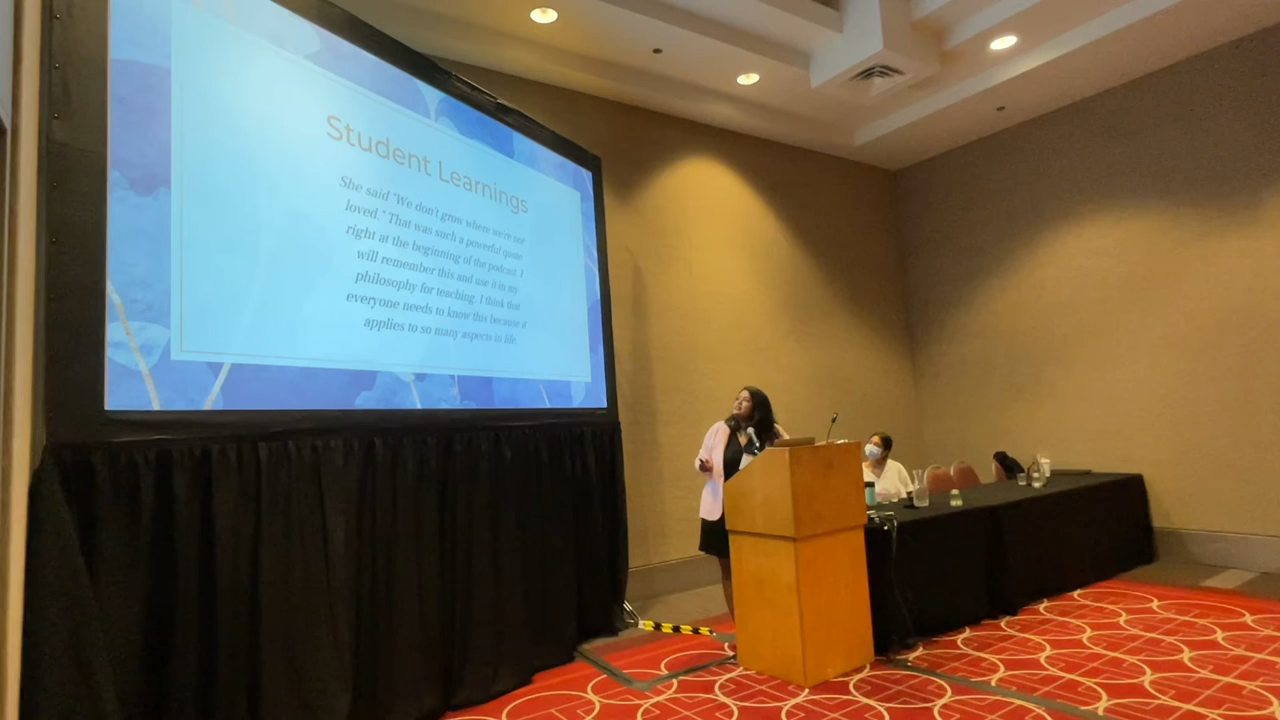 Student Learnings
She said "We don't grow where we're not
loved." That was such a powerful quote
right at the beginning of the podcast. I
will remember this and use it in my
philosophy for teaching. I think that
everyone needs to know this because it
applies to so many aspects in life.